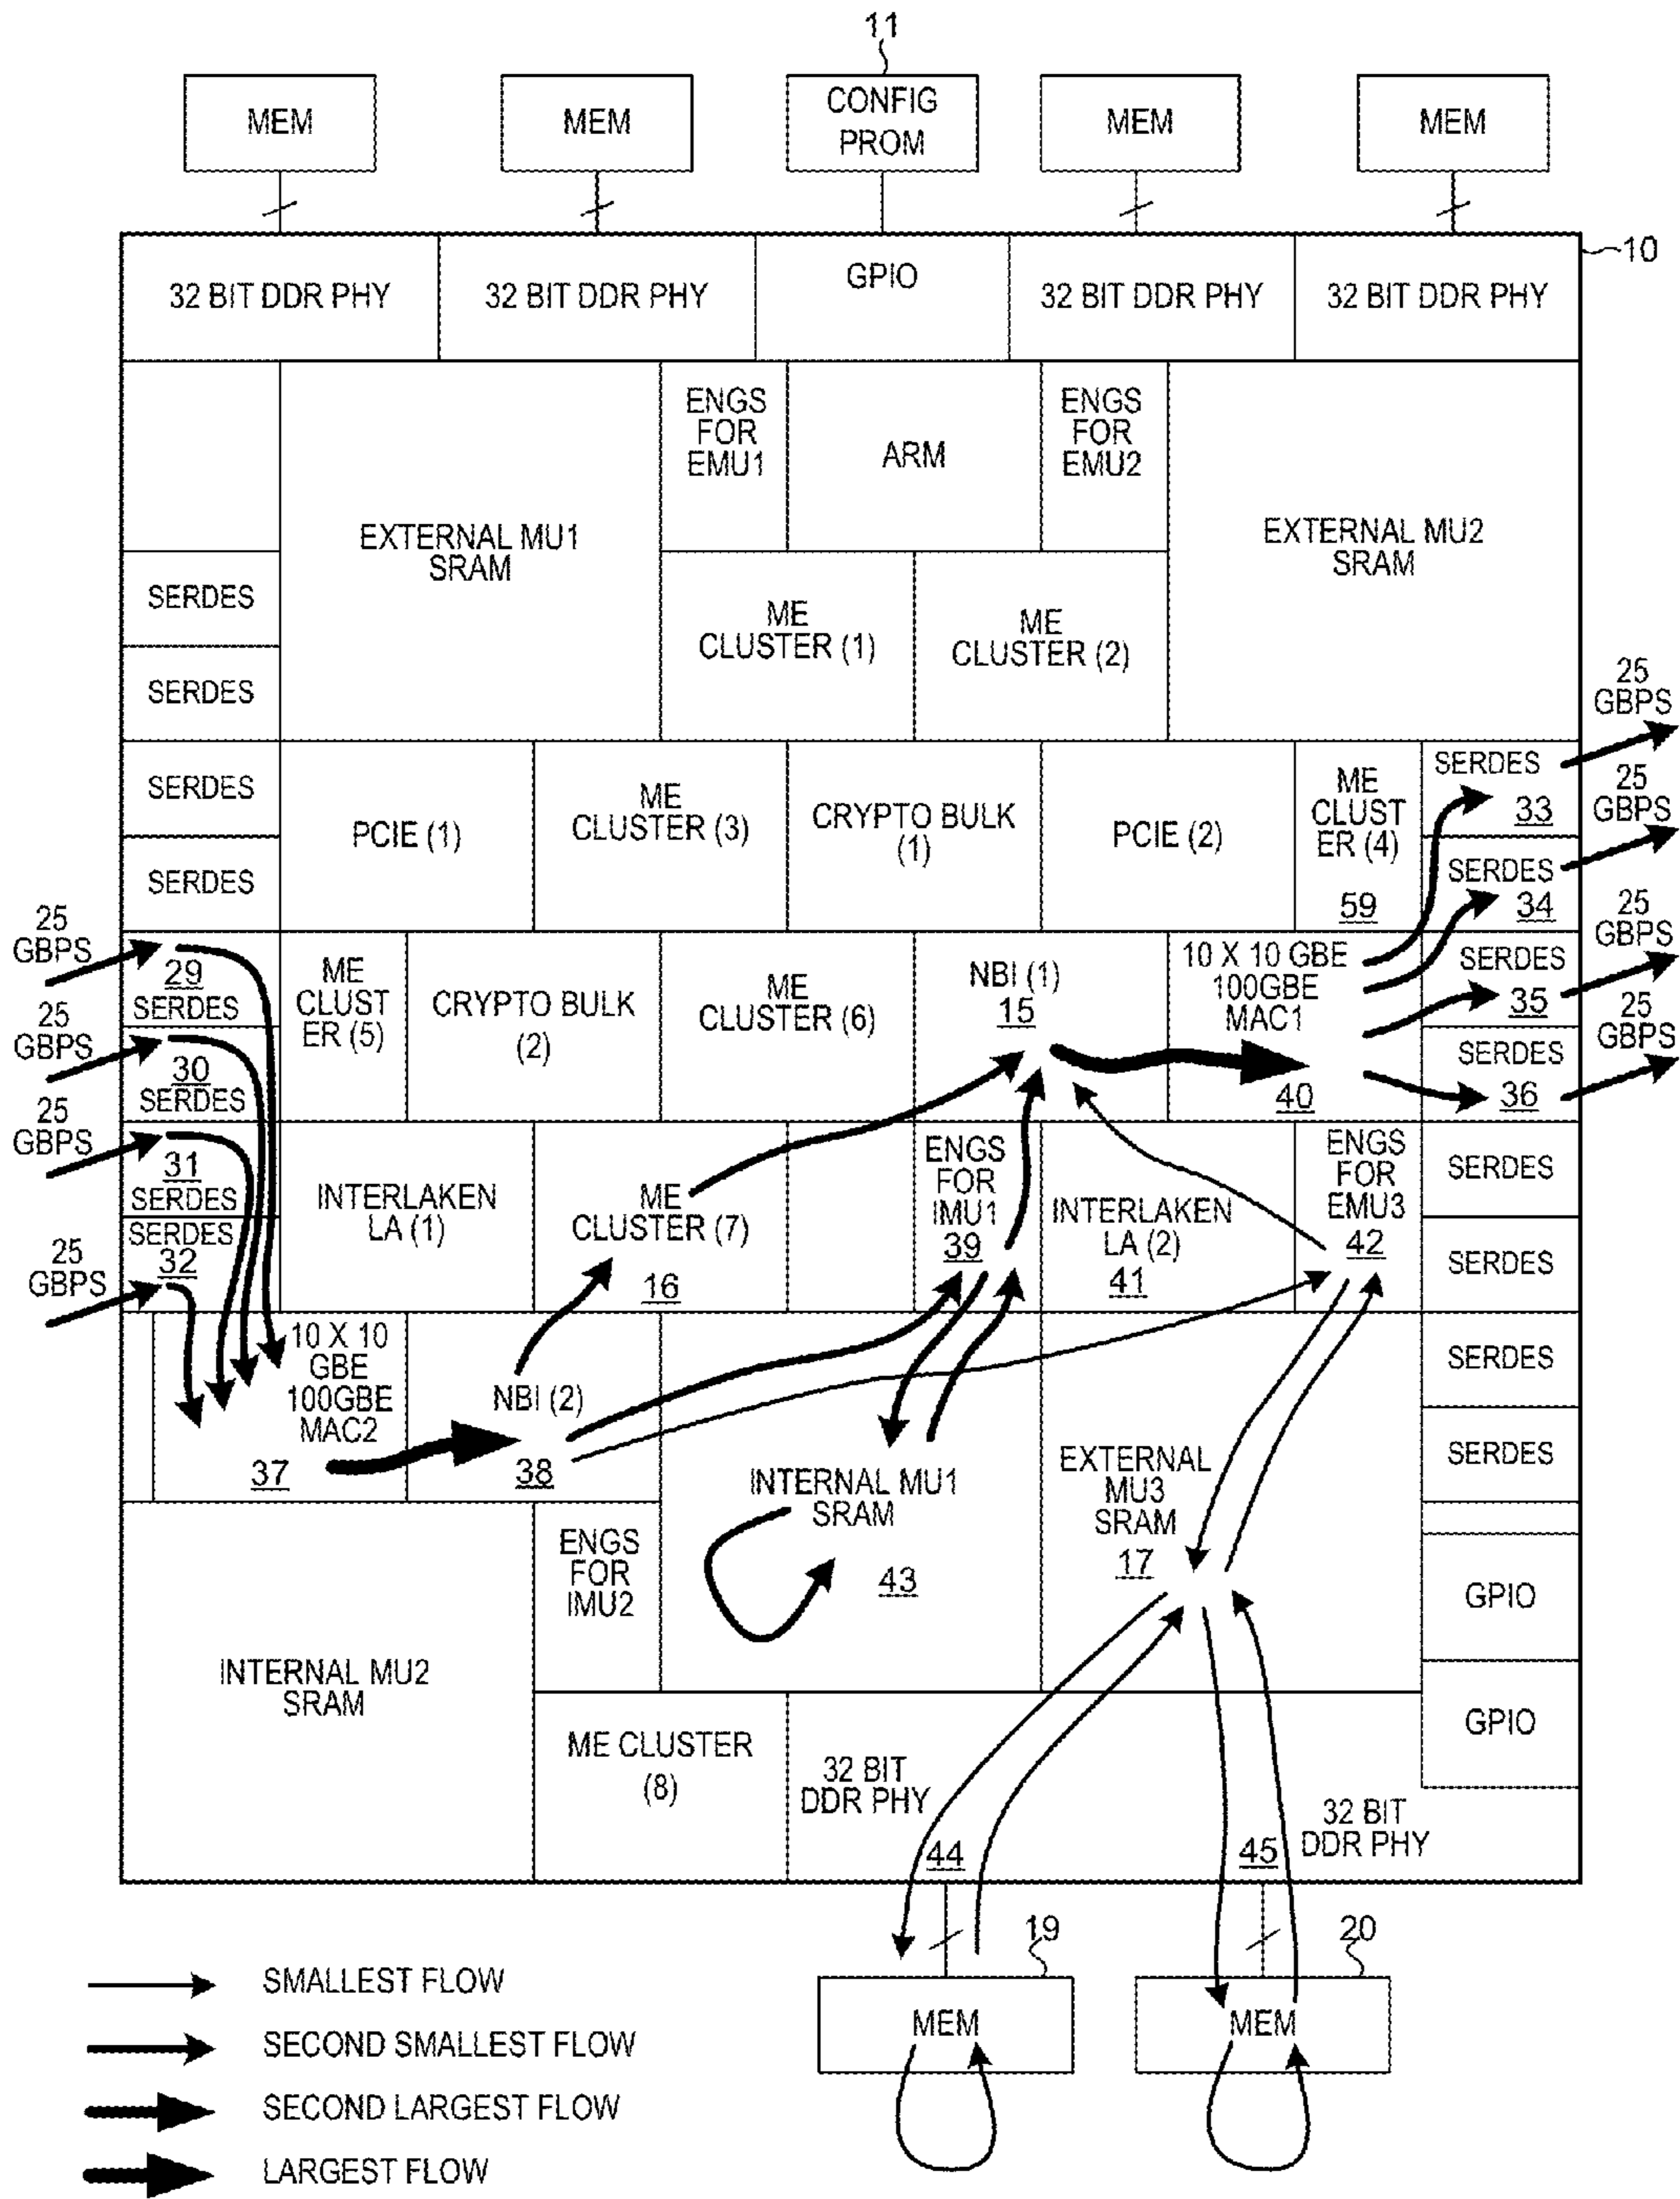 11
MEM
MEM
CONFIG
PROM
MEM
MEM
10
32 BIT DDR PHY
32 BIT DDR PHY
GPIO
32 BIT DDR PHY
32 BIT DDR PHY
ENGS
FOR
EMU1
ARM
ENGS
FOR
EMU2
EXTERNAL MU1
SRAM
EXTERNAL MU2
SRAM
SERDES
SERDES
ME
CLUSTER (1)
ME
CLUSTER (2)
25
GBPS
SERDES
SERDES
PCIE (1)
ME
CLUSTER (3)
CRYPTO BULK
(1)
PCIE (2)
ME
CLUST
ER (4)
59
SERDES
33
25
GBPS
SERDES
34
25
GBPS
25
GBPS
29
SERDES
ME
CLUST
ER (5)
CRYPTO BULK
(2)
ME
CLUSTER (6)
NBI (1)
15
10 X 10 GBE
100GBE
MAC1
40
SERDES
35
25
GBPS
SERDES
36
25
GBPS
30
SERDES
25
GBPS
31
SERDES
25
GBPS
SERDES
32
INTERLAKEN
LA (1)
ME
CLUSTER (7)
16
ENGS
FOR
IMU1
39
INTERLAKEN
LA (2)
41
ENGS
FOR
EMU3
42
SERDES
SERDES
10 X 10
GBE
100GBE
MAC2
37
NBI (2)
38
INTERNAL MU1
SRAM
43
EXTERNAL
MU3
SRAM
17
SERDES
SERDES
ENGS
FOR
IMU2
GPIO
GPIO
INTERNAL MU2
SRAM
ME CLUSTER
(8)
32 BIT
DDR PHY
44
45
32 BIT
DDR PHY
19
20
MEM
MEM
SMALLEST FLOW
SECOND SMALLEST FLOW
SECOND LARGEST FLOW
LARGEST FLOW